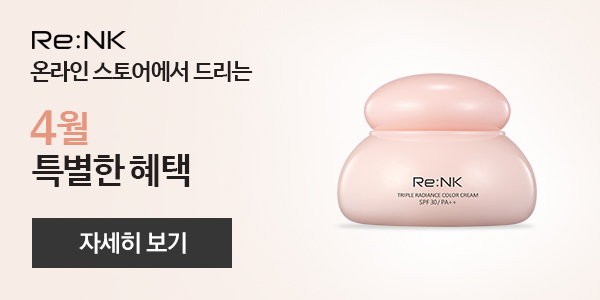 Re:NK
온라인 스토어에서 드리는
4월
특별한 혜택
자세히 보기
Re:NK
TRIPLE RADIANCE COLOR CREAM
SPF 30/PA++